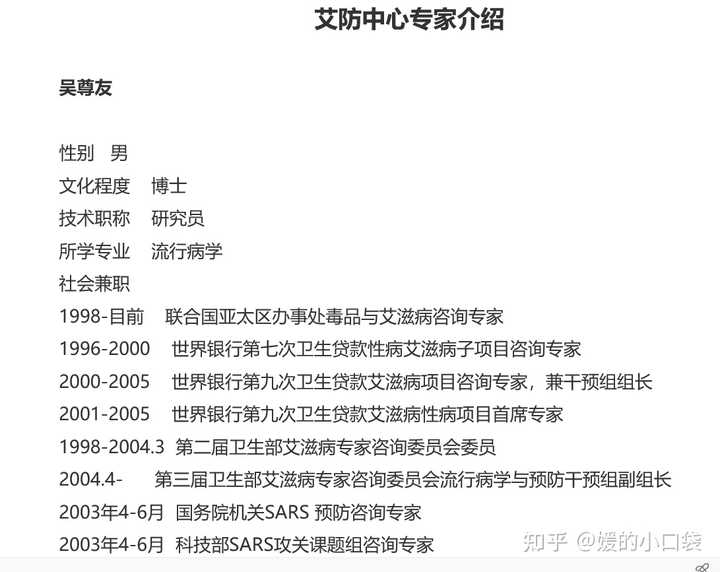 艾防中心专家介绍
吴尊友
性别 男
文化程度 博士
技术职称 研究员
所学专业 流行病学
社会兼职
1998-目前 联合国亚太区办事处毒品与艾滋病咨询专家
1996-2000 世界银行第七次卫生贷款性病艾滋病子项目咨询专家
2000-2005 世界银行第九次卫生贷款艾滋病项目咨询专家，兼干预组组长
2001-2005 世界银行第九次卫生贷款艾滋病性病项目首席专家
1998-2004.3 第二届卫生部艾滋病专家咨询委员会委员
2004.4- 第三届卫生部艾滋病专家咨询委员会流行病学与预防干预组副组长
2003年4-6月 国务院机关SARS 预防咨询专家
2003年4-6月 科技部SARS攻关课题组咨询专家
知乎 @媛的小口袋